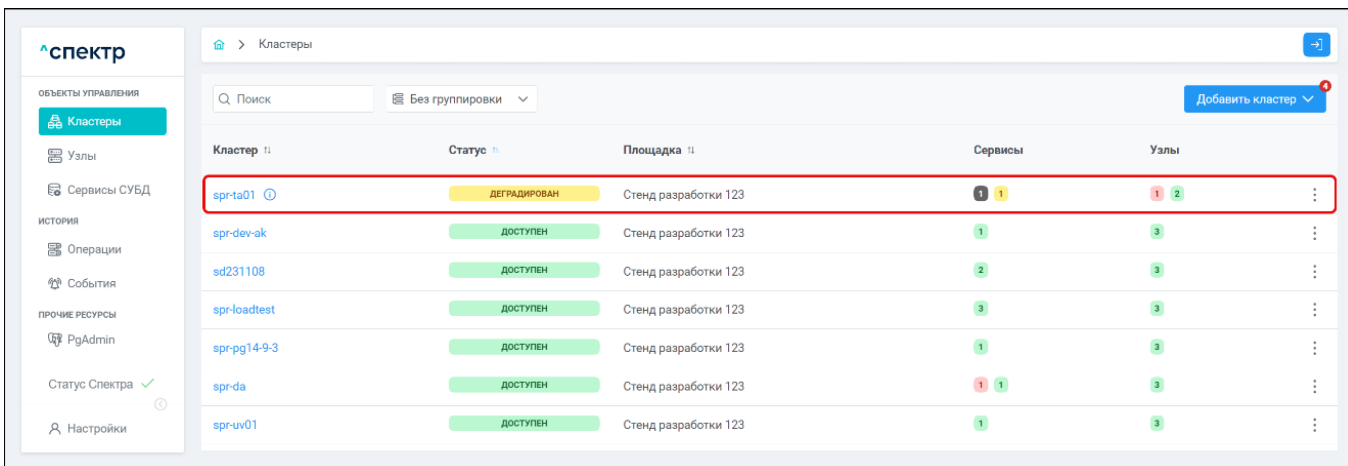 ^спектр
Кластеры
ОБЪЕКТЫ УПРАВЛЕНИЯ
Кластеры
Узлы
Сервисы СУБД
ИСТОРИЯ
Операции
События
ПРОЧИЕ РЕСУРСЫ
PgAdmin
Статус Спектра
Настройки
Поиск
Без группировки
Добавить кластер
4
Кластер Статус Площадка Сервисы Узлы
spr-ta01 ДЕГРАДИРОВАН Стенд разработки 123 1 1 1 2
spr-dev-ak ДОСТУПЕН Стенд разработки 123 1 3
sd231108 ДОСТУПЕН Стенд разработки 123 2 3
spr-loadtest ДОСТУПЕН Стенд разработки 123 3 3
spr-pg14-9-3 ДОСТУПЕН Стенд разработки 123 1 3
spr-da ДОСТУПЕН Стенд разработки 123 1 1 3
spr-uv01 ДОСТУПЕН Стенд разработки 123 1 3